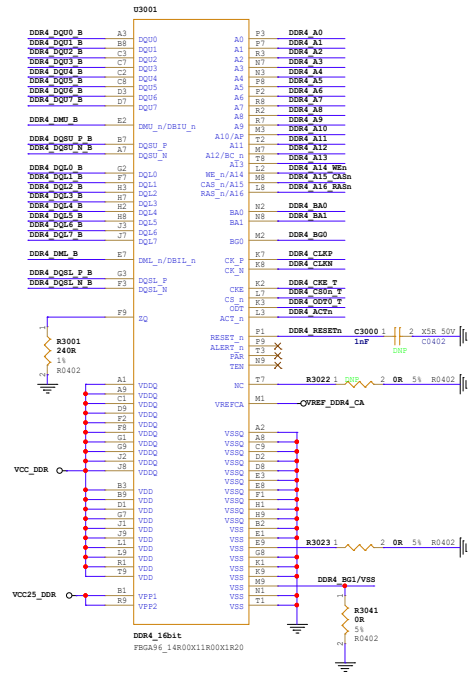 U3001
DDR4_DQU0_B A3 DQU0 A0 P3 DDR4_A0
DDR4_DQU1_B B8 DQU1 A1 P7 DDR4_A1
DDR4_DQU2_B C3 DQU2 A2 R3 DDR4_A2
DDR4_DQU3_B C7 DQU3 A3 N7 DDR4_A3
DDR4_DQU4_B C2 DQU4 A4 N3 DDR4_A4
DDR4_DQU5_B C8 DQU5 A5 P8 DDR4_A5
DDR4_DQU6_B D3 DQU6 A6 P2 DDR4_A6
DDR4_DQU7_B D7 DQU7 A7 R8 DDR4_A7
A8 R2 DDR4_A8
DDR4_DMU_B E2 DMU_n/DBIU_n A9 R7 DDR4_A9
A10/AP M3 DDR4_A10
DDR4_DQSU_P_B B7 DQSU_P A11 T2 DDR4_A11
DDR4_DQSU_N_B A7 DQSU_N A12/BC_n M7 DDR4_A12
A13 T8 DDR4_A13
DDR4_DQL0_B G2 DQL0 WE_n/A14 L2 DDR4_A14_WEn
DDR4_DQL1_B F7 DQL1 CAS_n/A15 M8 DDR4_A15_CASn
DDR4_DQL2_B H3 DQL2 RAS_n/A16 L8 DDR4_A16_RASn
DDR4_DQL3_B H7 DQL3
DDR4_DQL4_B H2 DQL4 BA0 N2 DDR4_BA0
DDR4_DQL5_B H8 DQL5 BA1 N8 DDR4_BA1
DDR4_DQL6_B J3 DQL6
DDR4_DQL7_B J7 DQL7 BG0 M2 DDR4_BG0
DDR4_DML_B E7 DML_n/DBIL_n CK_P K7 DDR4_CLKP
CK_N K8 DDR4_CLKN
DDR4_DQSL_P_B G3 DQSL_P
DDR4_DQSL_N_B F3 DQSL_N CKE K2 DDR4_CKE_T
CS_n L7 DDR4_CS0n_T
ODT K3 DDR4_ODT0_T
F9 ZQ ACT_n L3 DDR4_ACTn
RESET_n P1 DDR4_RESETn C3000 1 2 X5R 50V
1nF DNP C0402
ALERT_n P9
PAR T3
TEN N9
1 R3001
240R
1%
2 R0402
A1 VDDQ NC T7 R3022 1 DNP 2 0R 5% R0402
A9 VDDQ
C1 VDDQ VREFCA M1 VREF_DDR4_CA
D9 VDDQ
F2 VDDQ
F8 VDDQ VSSQ A2
G1 VDDQ VSSQ A8
G9 VDDQ VSSQ C9
J2 VDDQ VSSQ D2
VCC_DDR J8 VDDQ VSSQ D8
VSSQ E3
VSSQ E8
B3 VDD VSSQ F1
B9 VDD VSSQ H1
D1 VDD VSSQ H9
G7 VDD VSS B2
J1 VDD VSS E1
J9 VDD VSS E9 R3023 1 2 0R 5% R0402
L1 VDD VSS G8
L9 VDD VSS K1
R1 VDD VSS K9
T9 VDD VSS M9 DDR4_BG1/VSS
VCC25_DDR B1 VPP1 VSS N1
R9 VPP2 VSS T1
1 R3041
0R
5%
2 R0402
DDR4_16bit
FBGA96_14R00X11R00X1R20